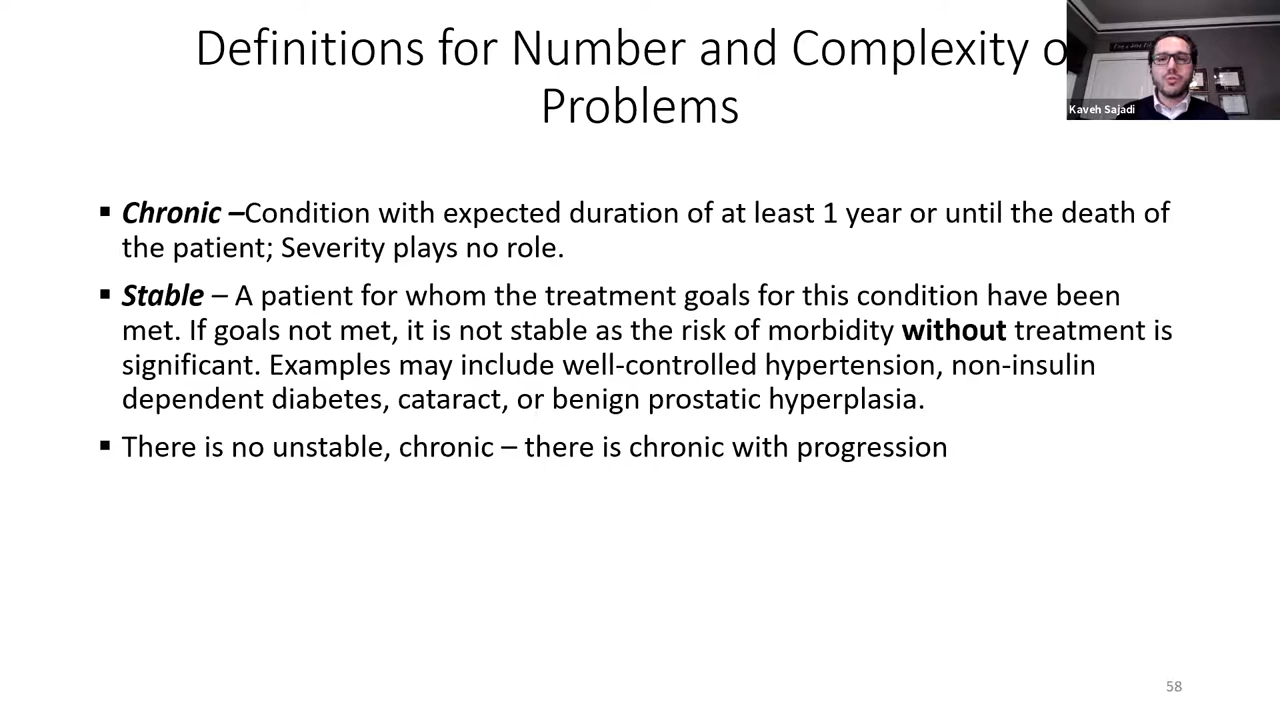 Definitions for Number and Complexity o
Problems
Kaveh Sajadi
▪ Chronic –Condition with expected duration of at least 1 year or until the death of
the patient; Severity plays no role.
▪ Stable – A patient for whom the treatment goals for this condition have been
met. If goals not met, it is not stable as the risk of morbidity without treatment is
significant. Examples may include well-controlled hypertension, non-insulin
dependent diabetes, cataract, or benign prostatic hyperplasia.
▪ There is no unstable, chronic – there is chronic with progression
58